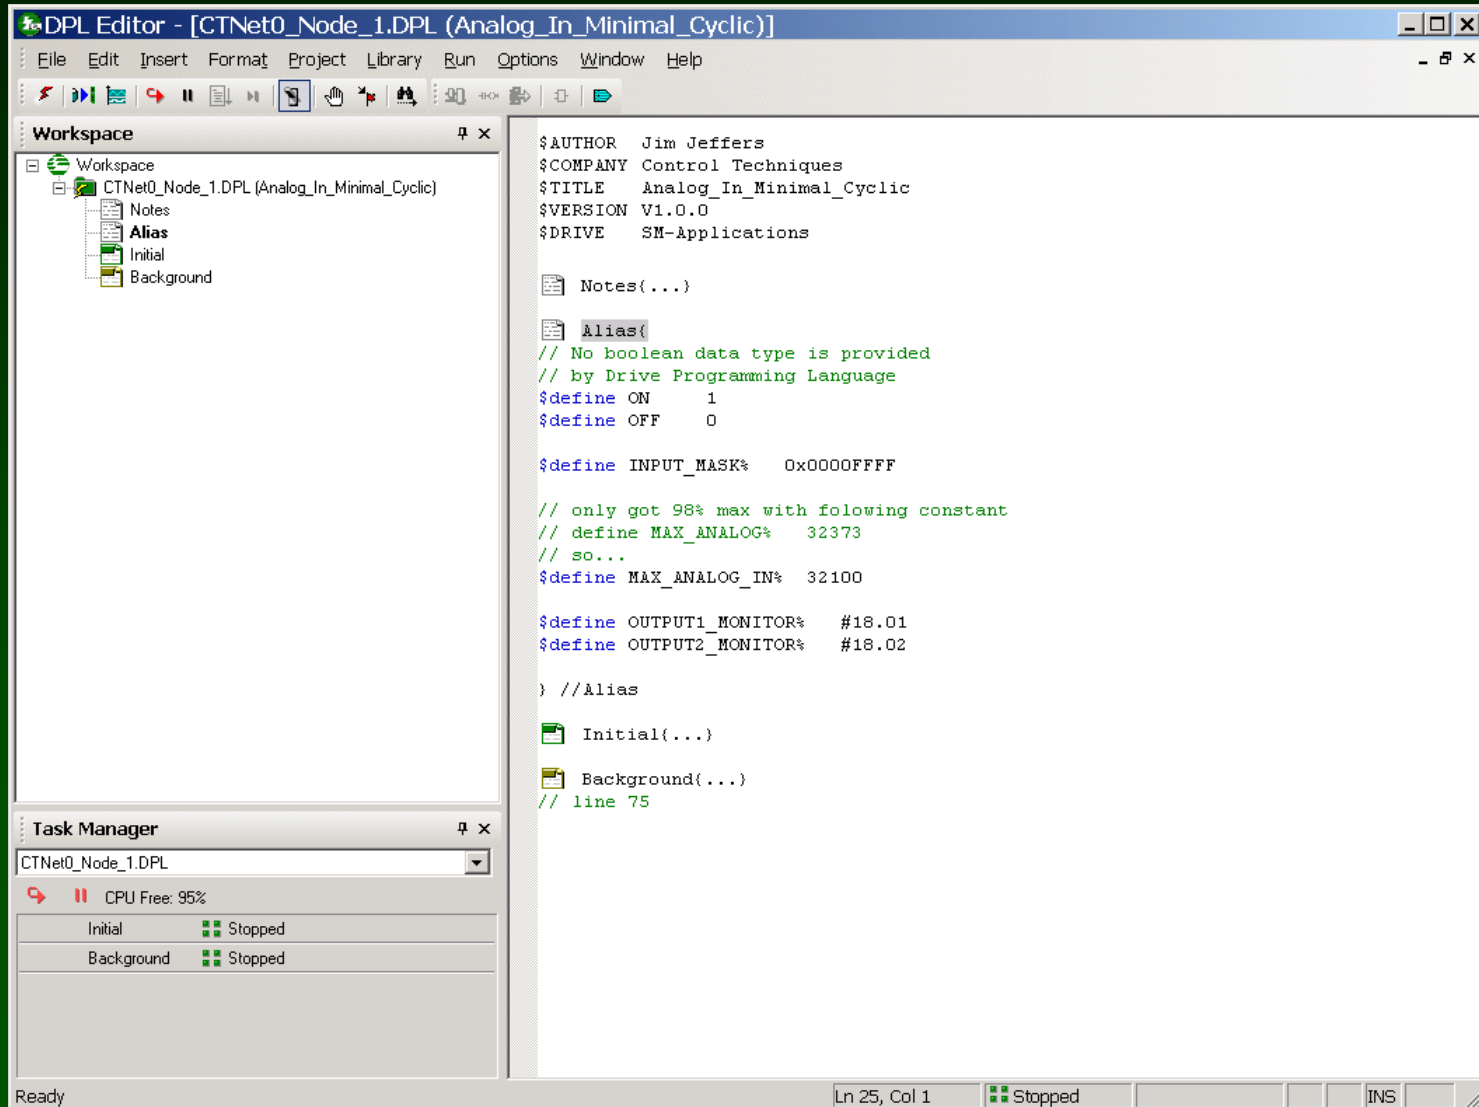 DPL Editor - [CTNet0_Node_1.DPL (Analog_In_Minimal_Cyclic)]
File Edit Insert Format Project Library Run Options Window Help
Workspace
Workspace
CTNet0_Node_1.DPL (Analog_In_Minimal_Cyclic)
Notes
Alias
Initial
Background
$AUTHOR Jim Jeffers
$COMPANY Control Techniques
$TITLE Analog_In_Minimal_Cyclic
$VERSION V1.0.0
$DRIVE SM-Applications
Notes{...}
Alias{
// No boolean data type is provided
// by Drive Programming Language
$define ON 1
$define OFF 0
$define INPUT_MASK% 0x0000FFFF
// only got 98% max with folowing constant
// define MAX_ANALOG% 32373
// so...
$define MAX_ANALOG_IN% 32100
$define OUTPUT1_MONITOR% #18.01
$define OUTPUT2_MONITOR% #18.02
} //Alias
Initial{...}
Background{...}
// line 75
Task Manager
CTNet0_Node_1.DPL
CPU Free: 95%
Initial Stopped
Background Stopped
Ready Ln 25, Col 1 Stopped INS